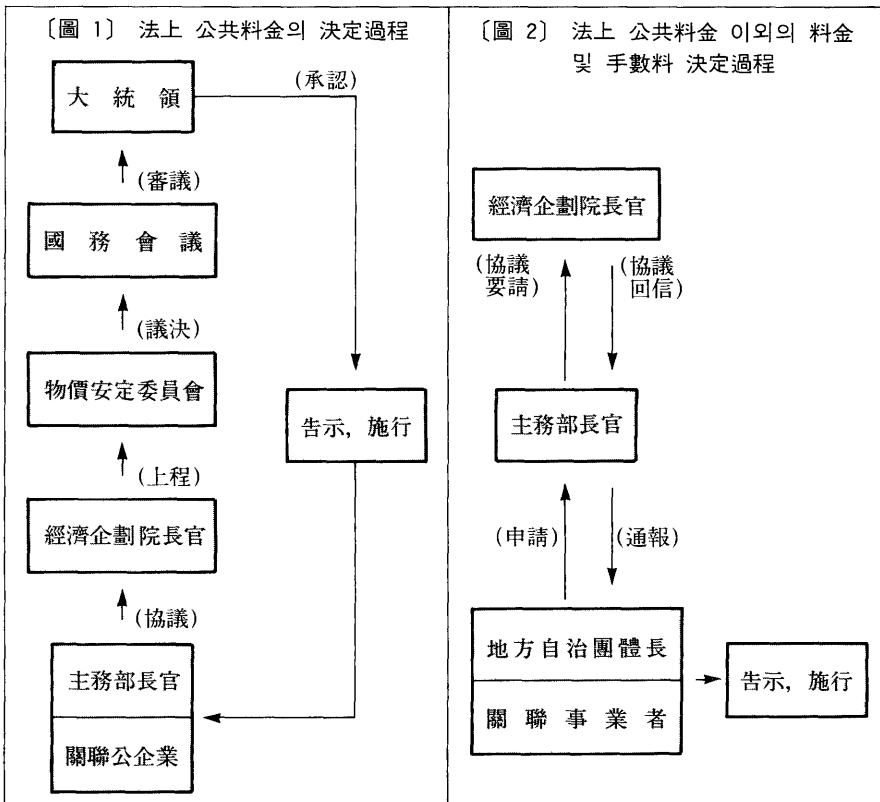 〔圖 1〕 法上 公共料金의 決定過程
大統領
(承認)
(審議)
國務會議
(議決)
物價安定委員會
告示, 施行
(上程)
經濟企劃院長官
(協議)
主務部長官
關聯公企業
〔圖 2〕 法上 公共料金 이외의 料金
및 手數料 決定過程
經濟企劃院長官
(協議
要請)
(協議
回信)
主務部長官
(申請)
(通報)
地方自治團體長
關聯事業者
告示, 施行